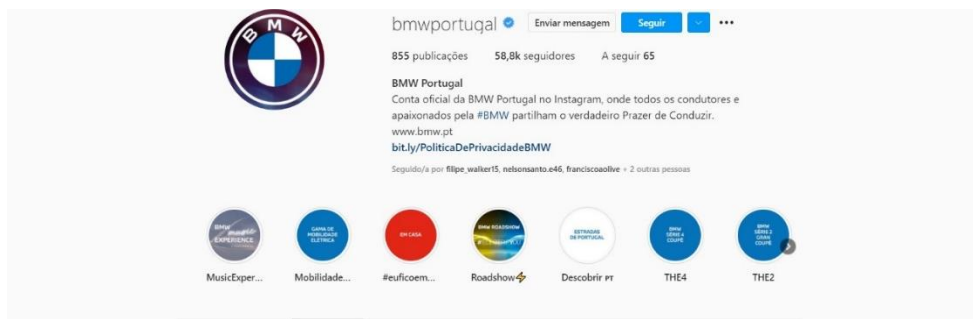 BMW
bmwportugal Enviar mensagem Seguir
855 publicações 58,8k seguidores A seguir 65
BMW Portugal
Conta oficial da BMW Portugal no Instagram, onde todos os condutores e
apaixonados pela #BMW partilham o verdadeiro Prazer de Conduzir.
www.bmw.pt
bit.ly/PoliticaDePrivacidadeBMW
Seguido/a por filipe_walker15, nelsonsanto.e46, franciscoaolive + 2 outras pessoas
BMW
music
EXPERIENCE
GAMA DE
MOBILIDADE
ELÉTRICA
EM CASA
BMW ROADSHOW
ESTRADAS
DE PORTUGAL
BMW
SÉRIE 4
COUPÉ
BMW
SÉRIE 2
GRAN
COUPÉ
MusicExper... Mobilidade... #euficoem... Roadshow⚡ Descobrir PT THE4 THE2